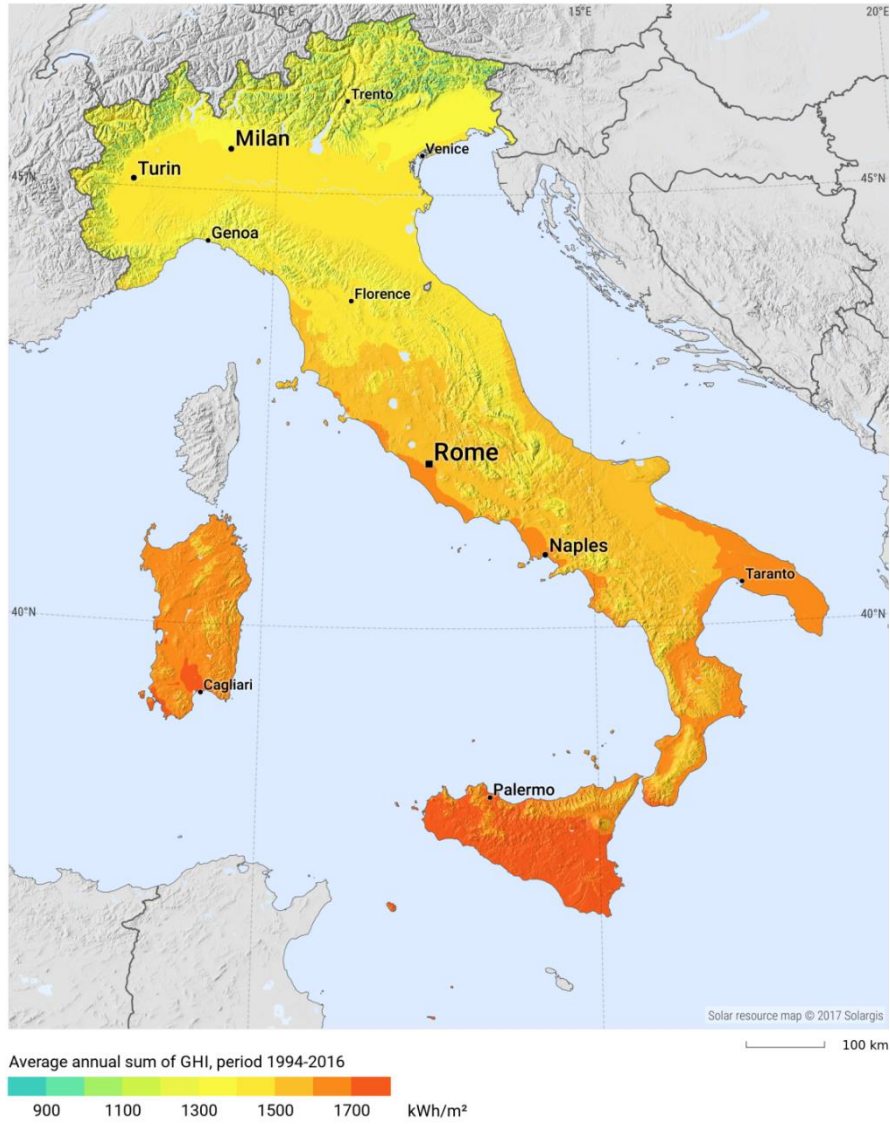 10°E
15°E
20°E
Trento
Milan
Venice
Turin
45°N
45°N
Genoa
Florence
Rome
Naples
Taranto
40°N
40°N
Cagliari
Palermo
Solar resource map © 2017 Solargis
100 km
Average annual sum of GHI, period 1994-2016
900 1100 1300 1500 1700 kWh/m²